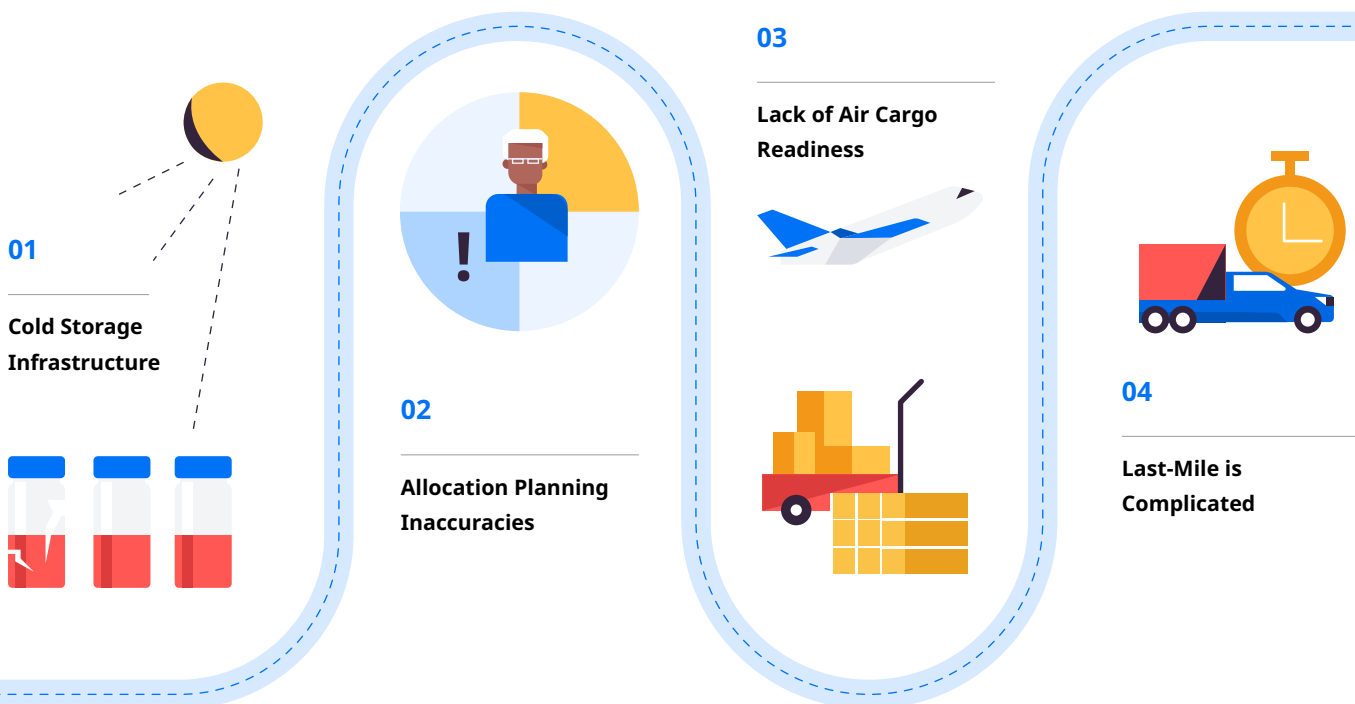 01
Cold Storage
Infrastructure
02
Allocation Planning
Inaccuracies
03
Lack of Air Cargo
Readiness
04
Last-Mile is
Complicated